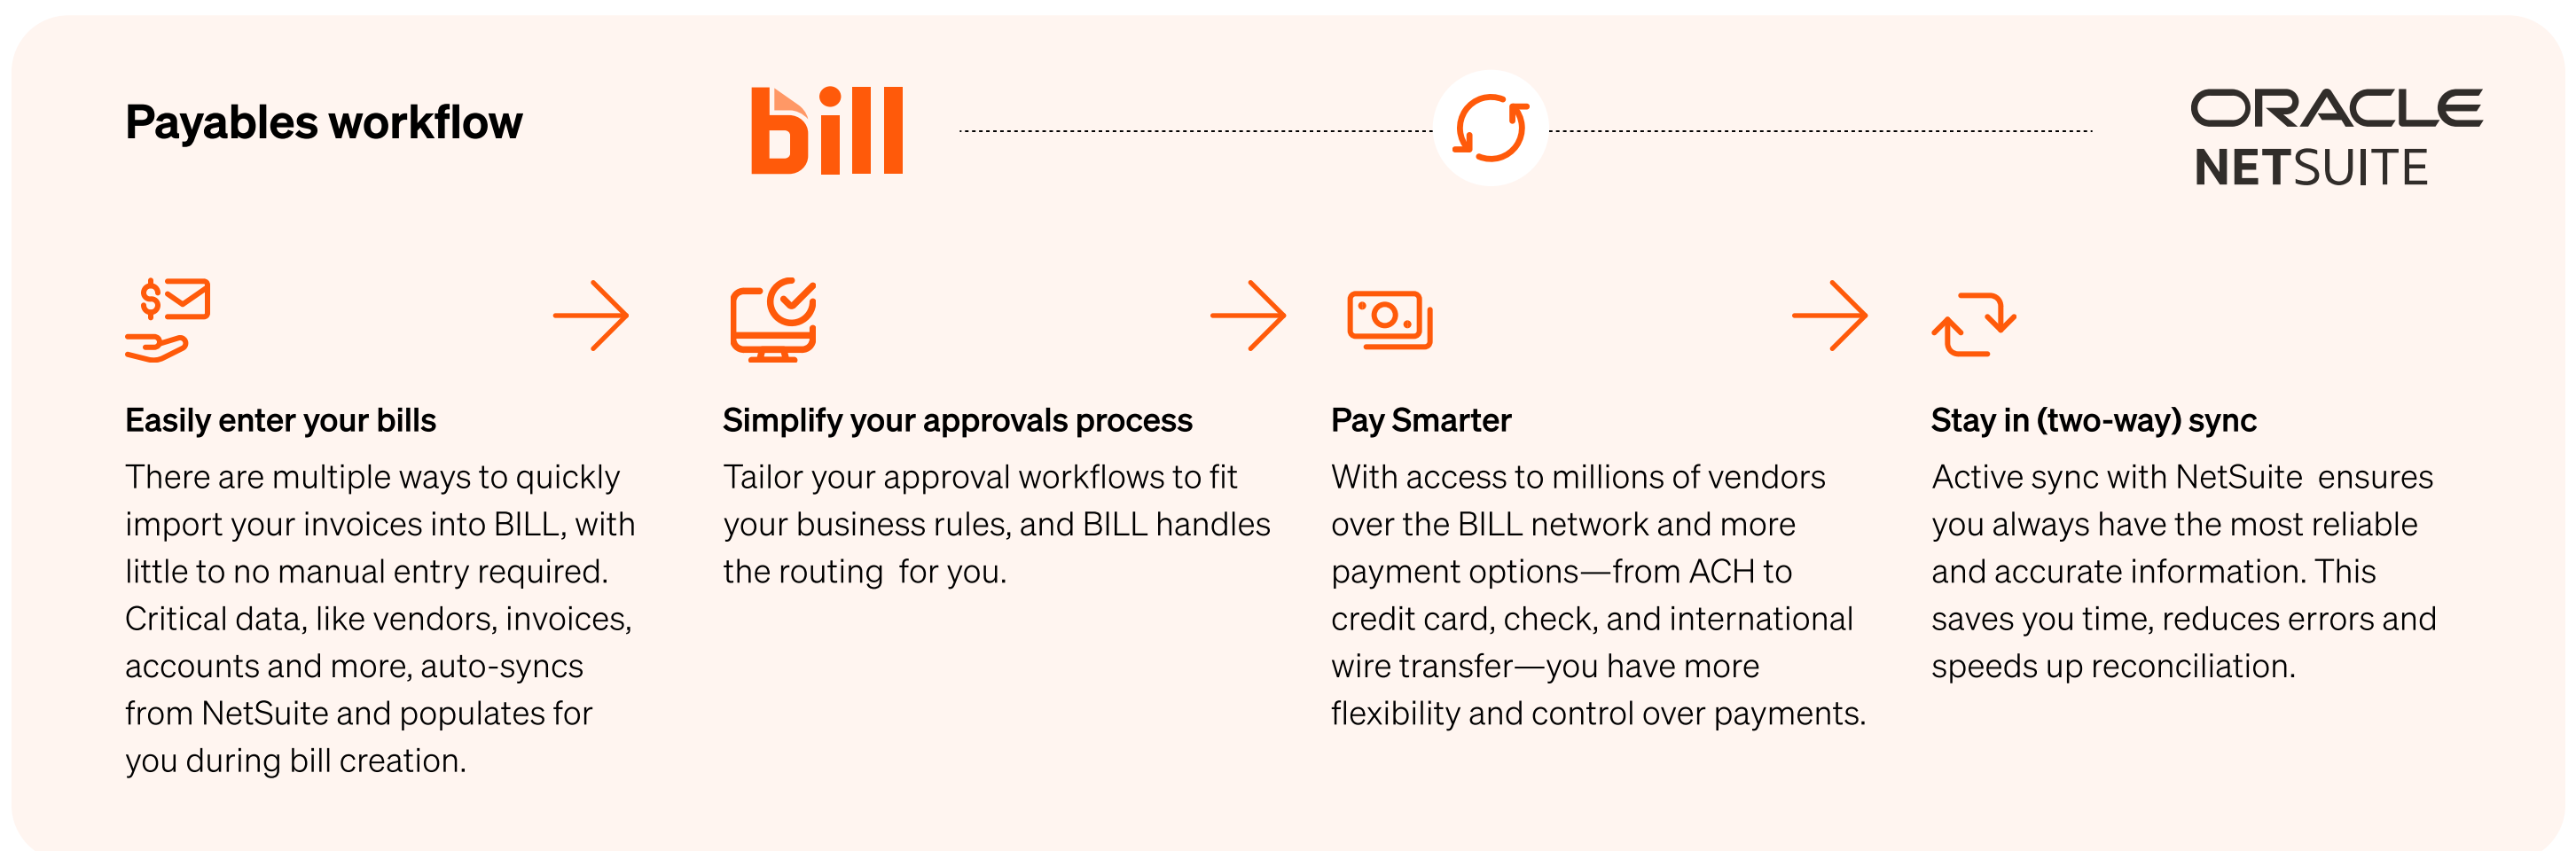 Payables workflow
bill
ORACLE
NETSUITE
Easily enter your bills
There are multiple ways to quickly
import your invoices into BILL, with
little to no manual entry required.
Critical data, like vendors, invoices,
accounts and more, auto-syncs
from NetSuite and populates for
you during bill creation.
Simplify your approvals process
Tailor your approval workflows to fit
your business rules, and BILL handles
the routing  for you.
Pay Smarter
With access to millions of vendors
over the BILL network and more
payment options—from ACH to
credit card, check, and international
wire transfer—you have more
flexibility and control over payments.
Stay in (two-way) sync
Active sync with NetSuite  ensures
you always have the most reliable
and accurate information. This
saves you time, reduces errors and
speeds up reconciliation.